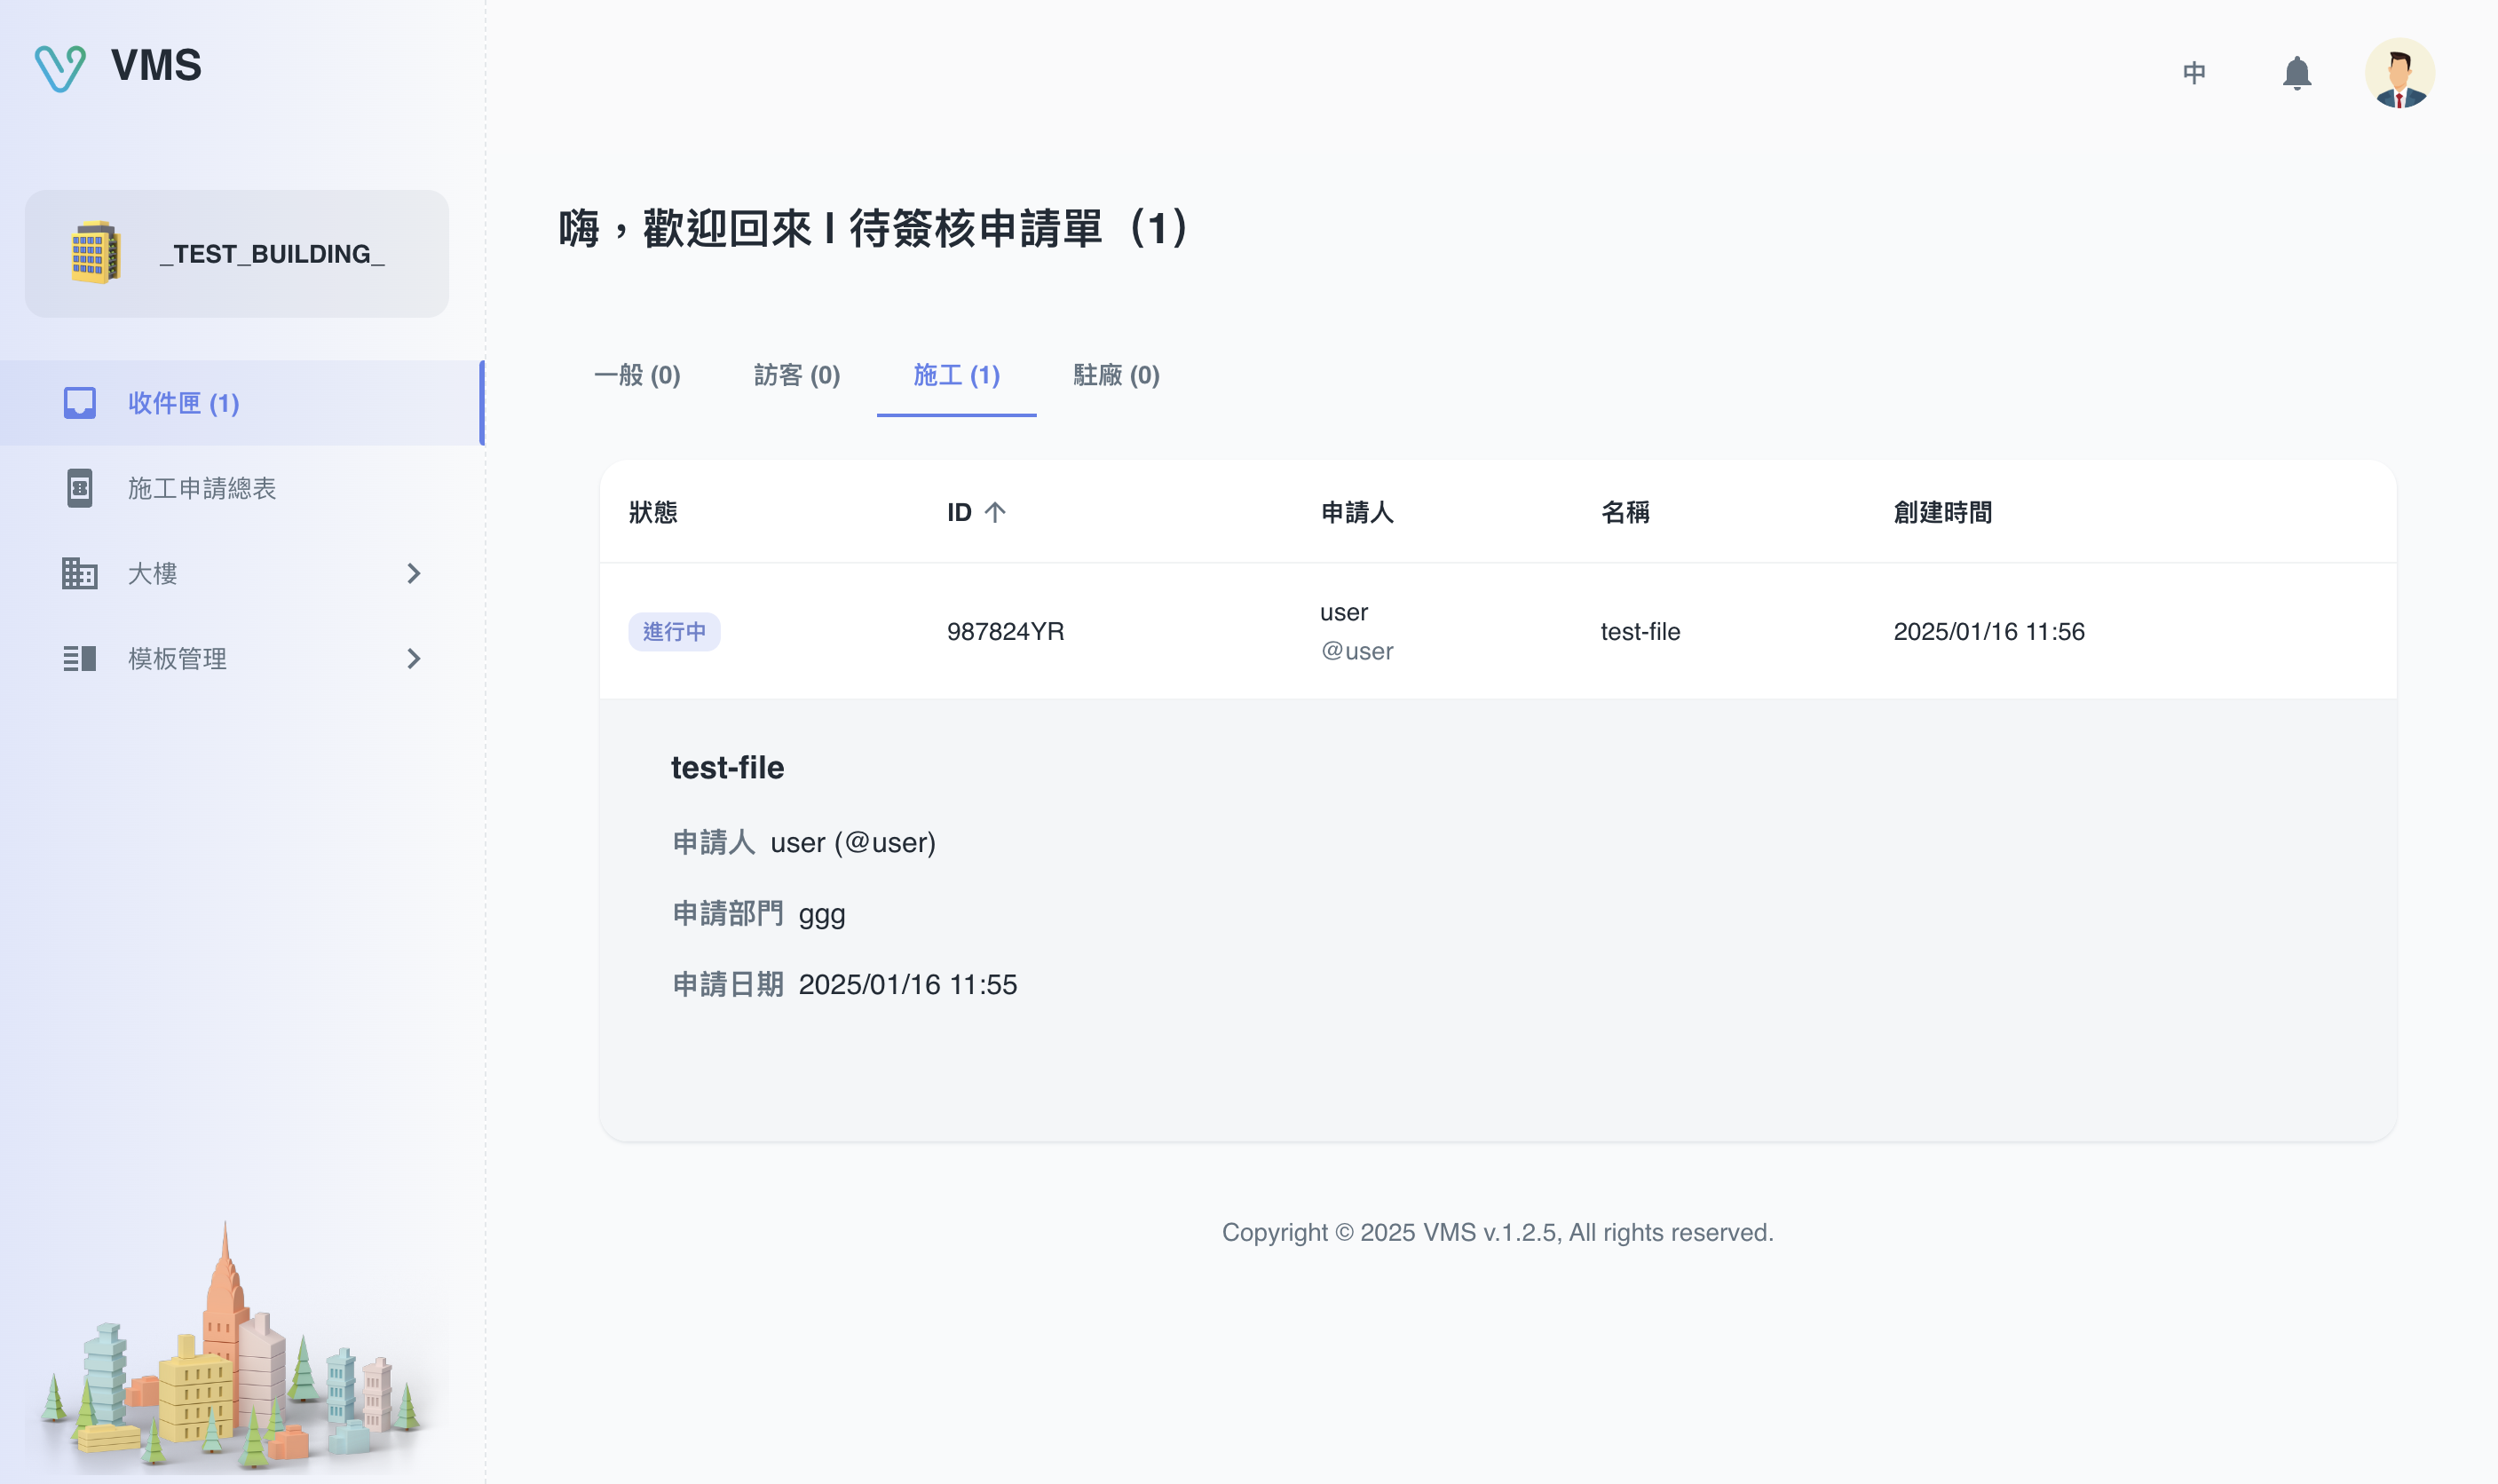 VMS
中
_TEST_BUILDING_
收件匣 (1)
施工申請總表
大樓
模板管理
嗨，歡迎回來 I 待簽核申請單（1）
一般 (0) 訪客 (0) 施工 (1) 駐廠 (0)
狀態 ID 申請人 名稱 創建時間
進行中 987824YR user test-file 2025/01/16 11:56
@user
test-file
申請人 user (@user)
申請部門 ggg
申請日期 2025/01/16 11:55
Copyright © 2025 VMS v.1.2.5, All rights reserved.